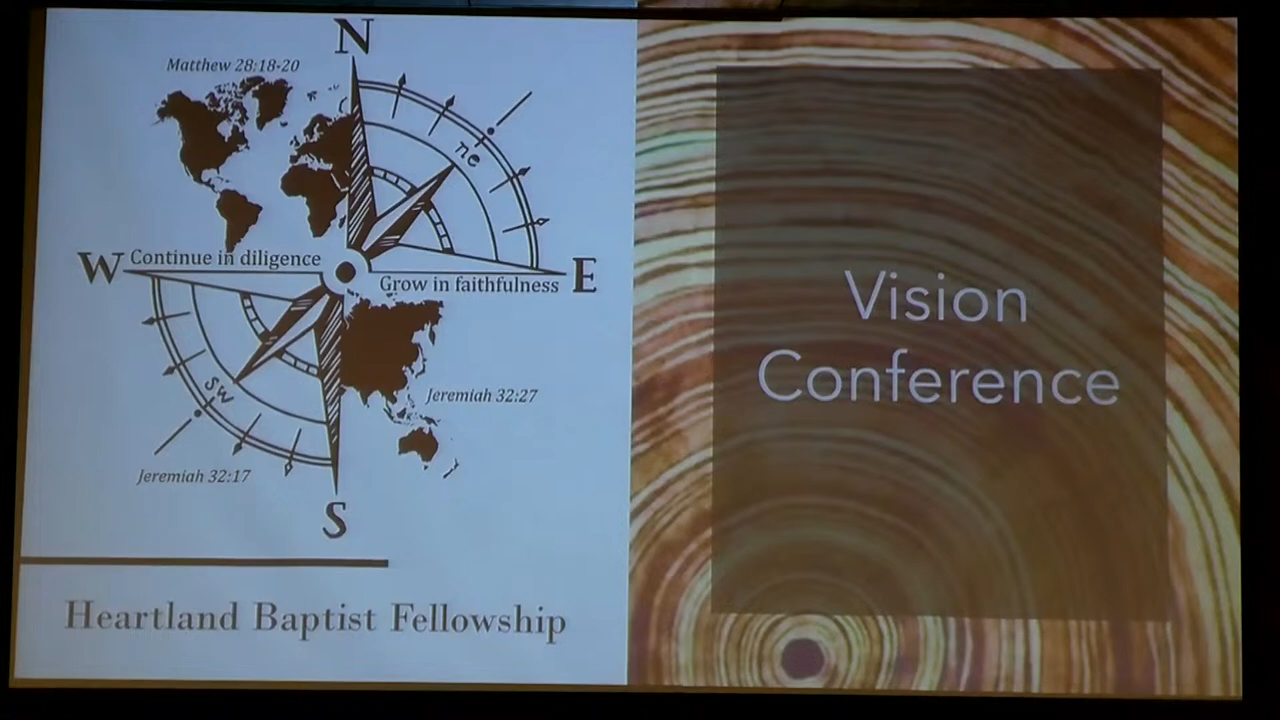 N
Matthew 28:18-20
ne
W
Continue in diligence
Grow in faithfulness
E
sw
Jeremiah 32:27
Jeremiah 32:17
S
Heartland Baptist Fellowship
Vision
Conference